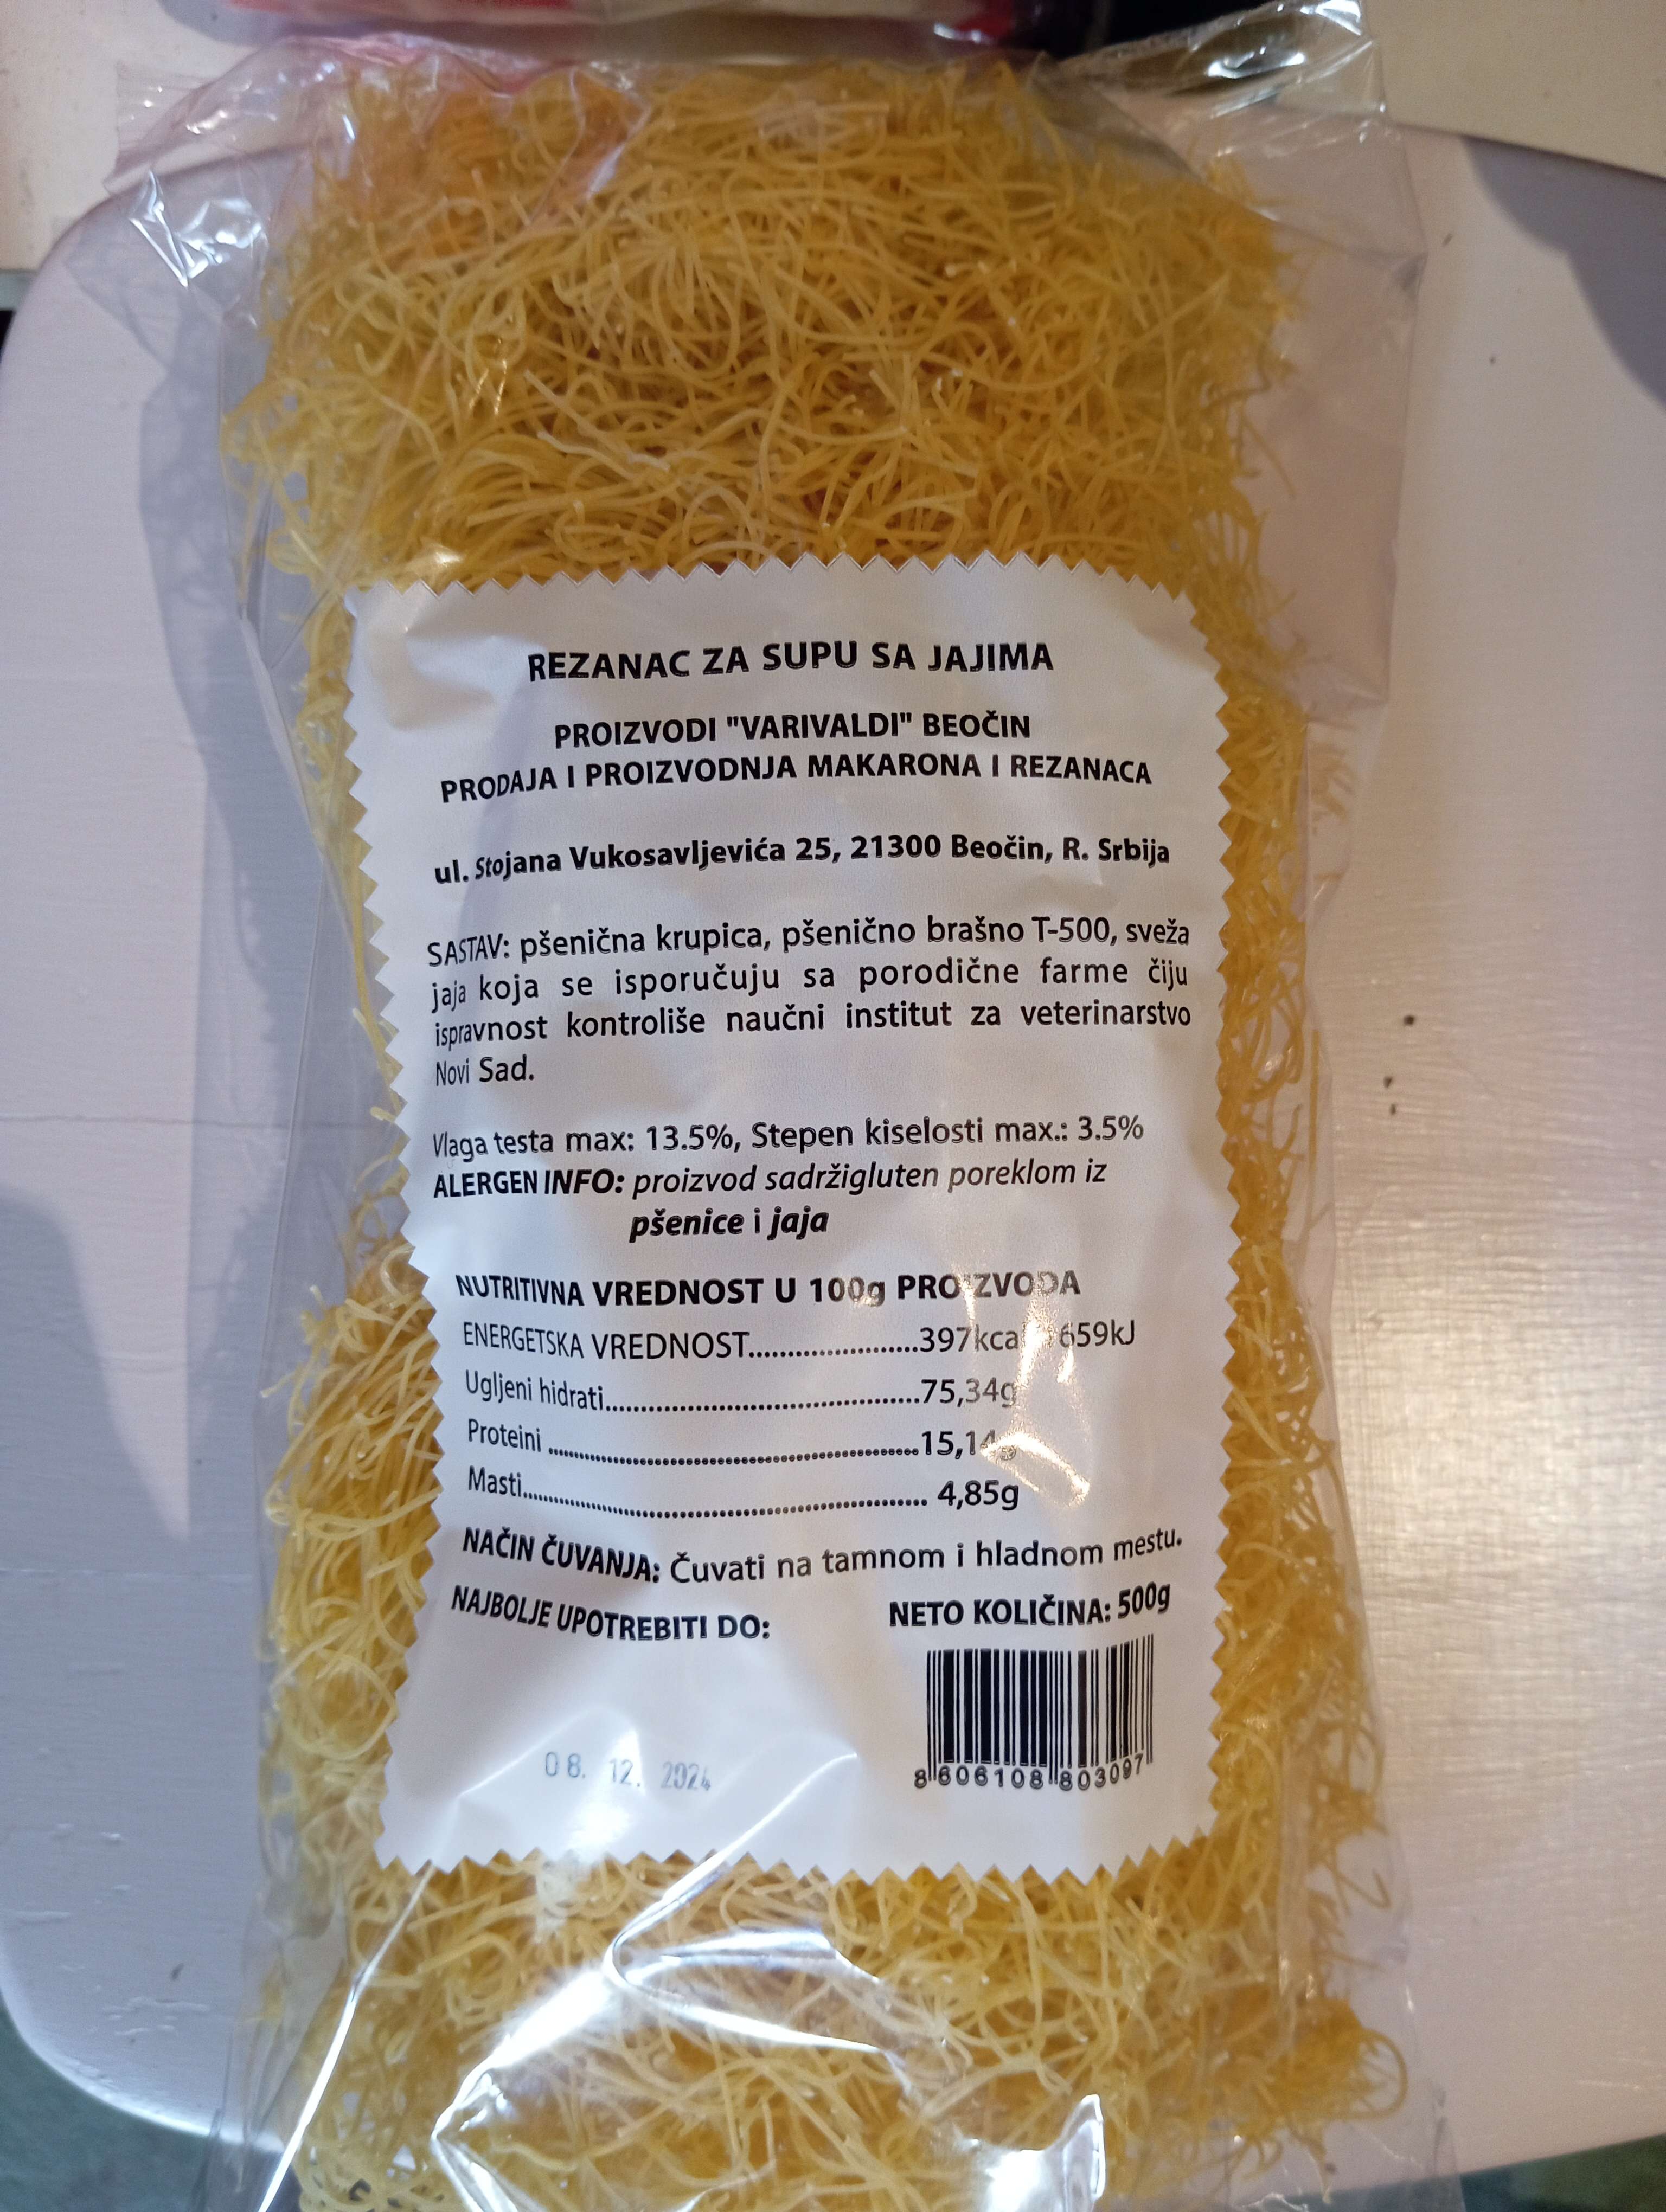 REZANAC ZA SUPU SA JAJIMA
PROIZVODI "VARIVALDI" BEOČIN
PRODAJA I PROIZVODNJA MAKARONA I REZANACA
ul. Stojana Vukosavljevića 25, 21300 Beočin, R. Srbija
SASTAV: pšenična krupica, pšenično brašno T-500, sveža
jaja koja se isporučuju sa porodične farme čiju
ispravnost kontroliše naučni institut za veterinarstvo
Novi Sad.
Vlaga testa max: 13.5%, Stepen kiselosti max.: 3.5%
ALERGEN INFO: proizvod sadržigluten poreklom iz
pšenice i jaja
NUTRITIVNA VREDNOST U 100g PROIZVODA
ENERGETSKA VREDNOST............................397kcal
Ugljeni hidrati.....................................................75,34g
Proteini ..............................................................15,14g
Masti................................................................... 4,85g
NAČIN ČUVANJA: Čuvati na tamnom i hladnom mestu.
NAJBOLJE UPOTREBITI DO:
NETO KOLIČINA: 500g
08. 12. 2024
8 606108 803097